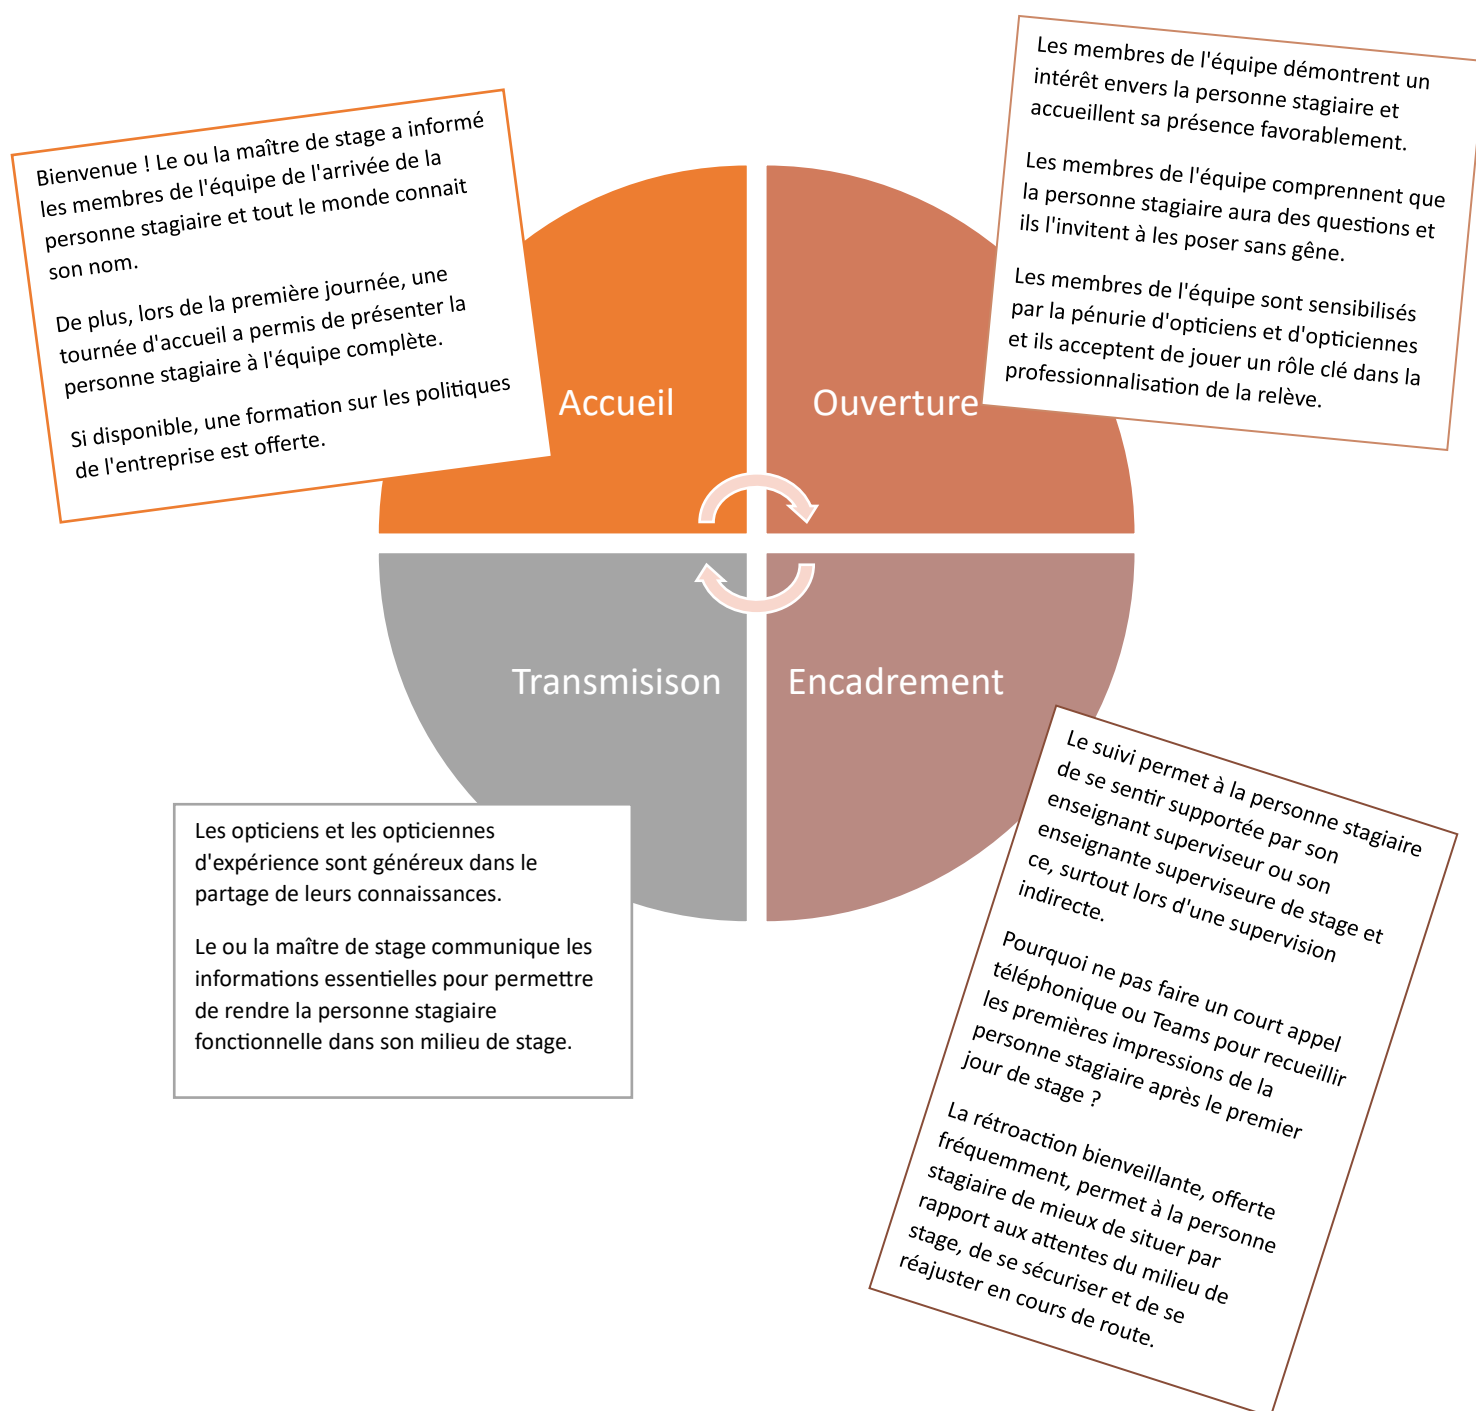 Bienvenue ! Le ou la maître de stage a informé
les membres de l'équipe de l'arrivée de la
personne stagiaire et tout le monde connait
son nom.
De plus, lors de la première journée, une
tournée d'accueil a permis de présenter la
personne stagiaire à l'équipe complète.
Si disponible, une formation sur les politiques
de l'entreprise est offerte.
Accueil
Les membres de l'équipe démontrent un
intérêt envers la personne stagiaire et
accueillent sa présence favorablement.
Les membres de l'équipe comprennent que
la personne stagiaire aura des questions et
ils l'invitent à les poser sans gêne.
Les membres de l'équipe sont sensibilisés
par la pénurie d'opticiens et d'opticiennes
et ils acceptent de jouer un rôle clé dans la
professionnalisation de la relève.
Ouverture
Transmisison
Les opticiens et les opticiennes
d'expérience sont généreux dans le
partage de leurs connaissances.
Le ou la maître de stage communique les
informations essentielles pour permettre
de rendre la personne stagiaire
fonctionnelle dans son milieu de stage.
Encadrement
Le suivi permet à la personne stagiaire
de se sentir supportée par son
enseignant superviseur ou son
enseignante superviseure de stage et
ce, surtout lors d'une supervision
indirecte.
Pourquoi ne pas faire un court appel
téléphonique ou Teams pour recueillir
les premières impressions de la
personne stagiaire après le premier
jour de stage ?
La rétroaction bienveillante, offerte
fréquemment, permet à la personne
stagiaire de mieux de situer par
rapport aux attentes du milieu de
stage, de se sécuriser et de se
réajuster en cours de route.